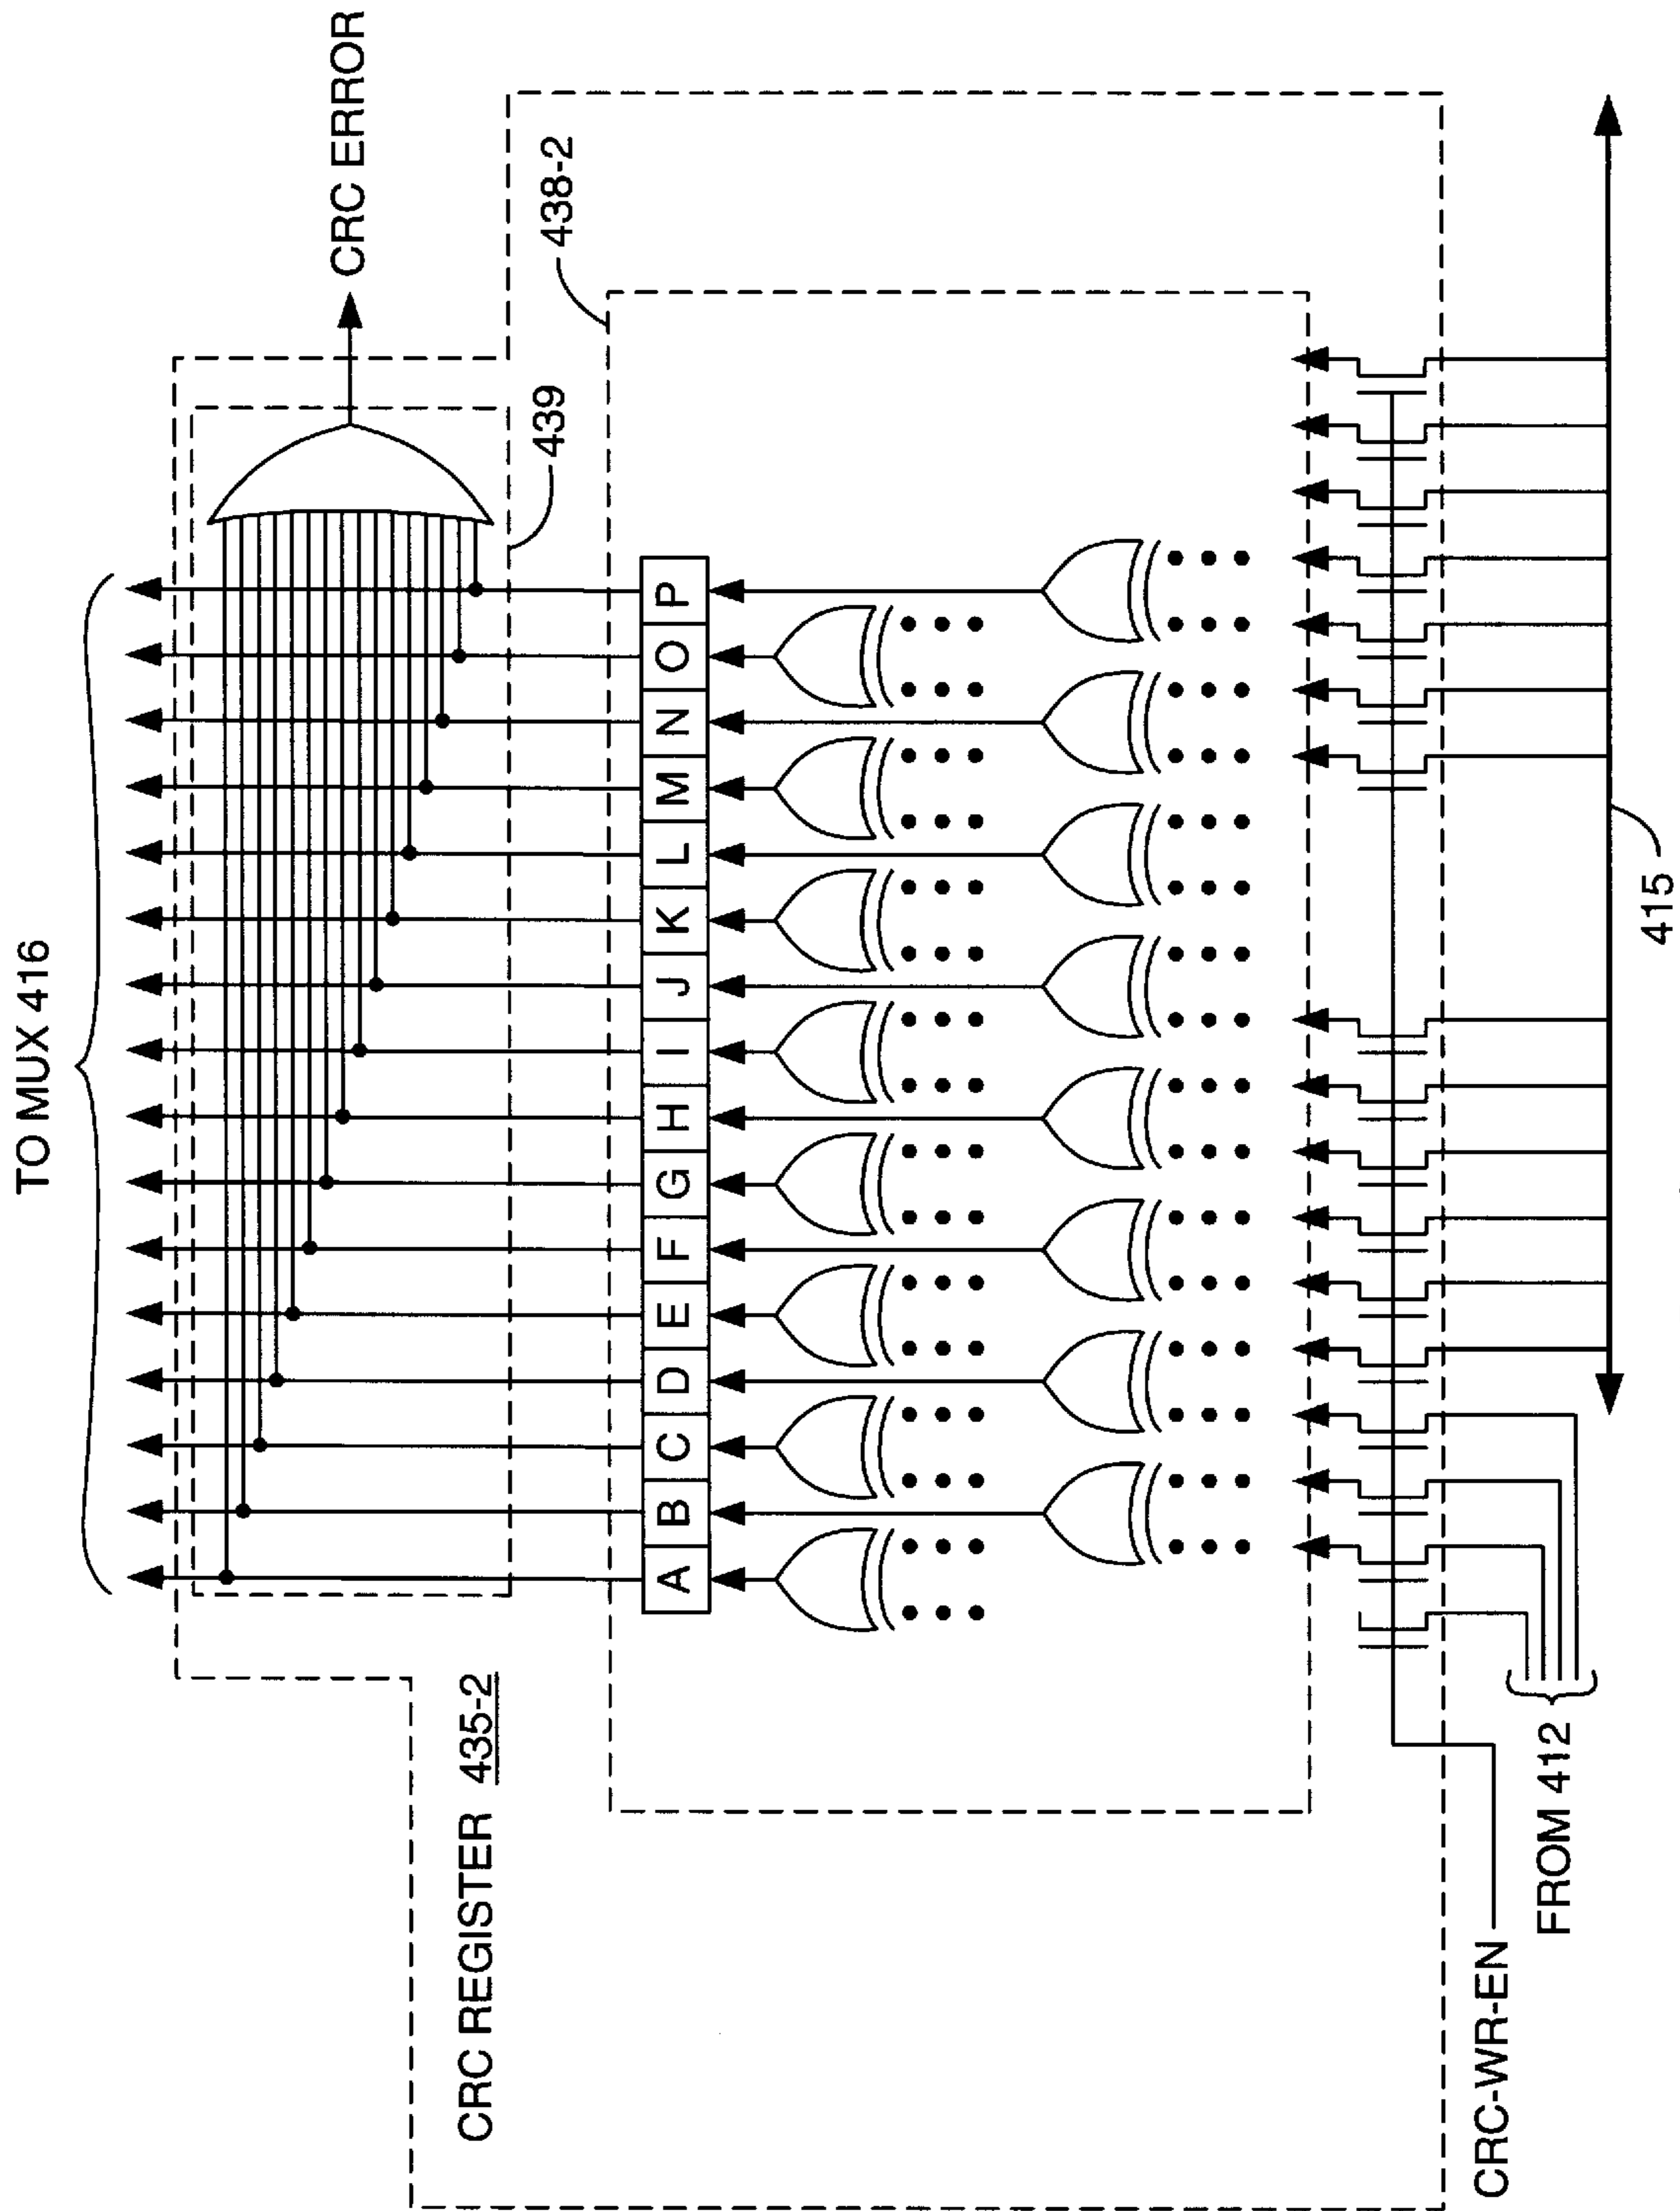 TO MUX 416
CRC ERROR
439
438-2
A B C D E F G H I J K L M N O P
CRC REGISTER 435-2
CRC-WR-EN
FROM 412
415